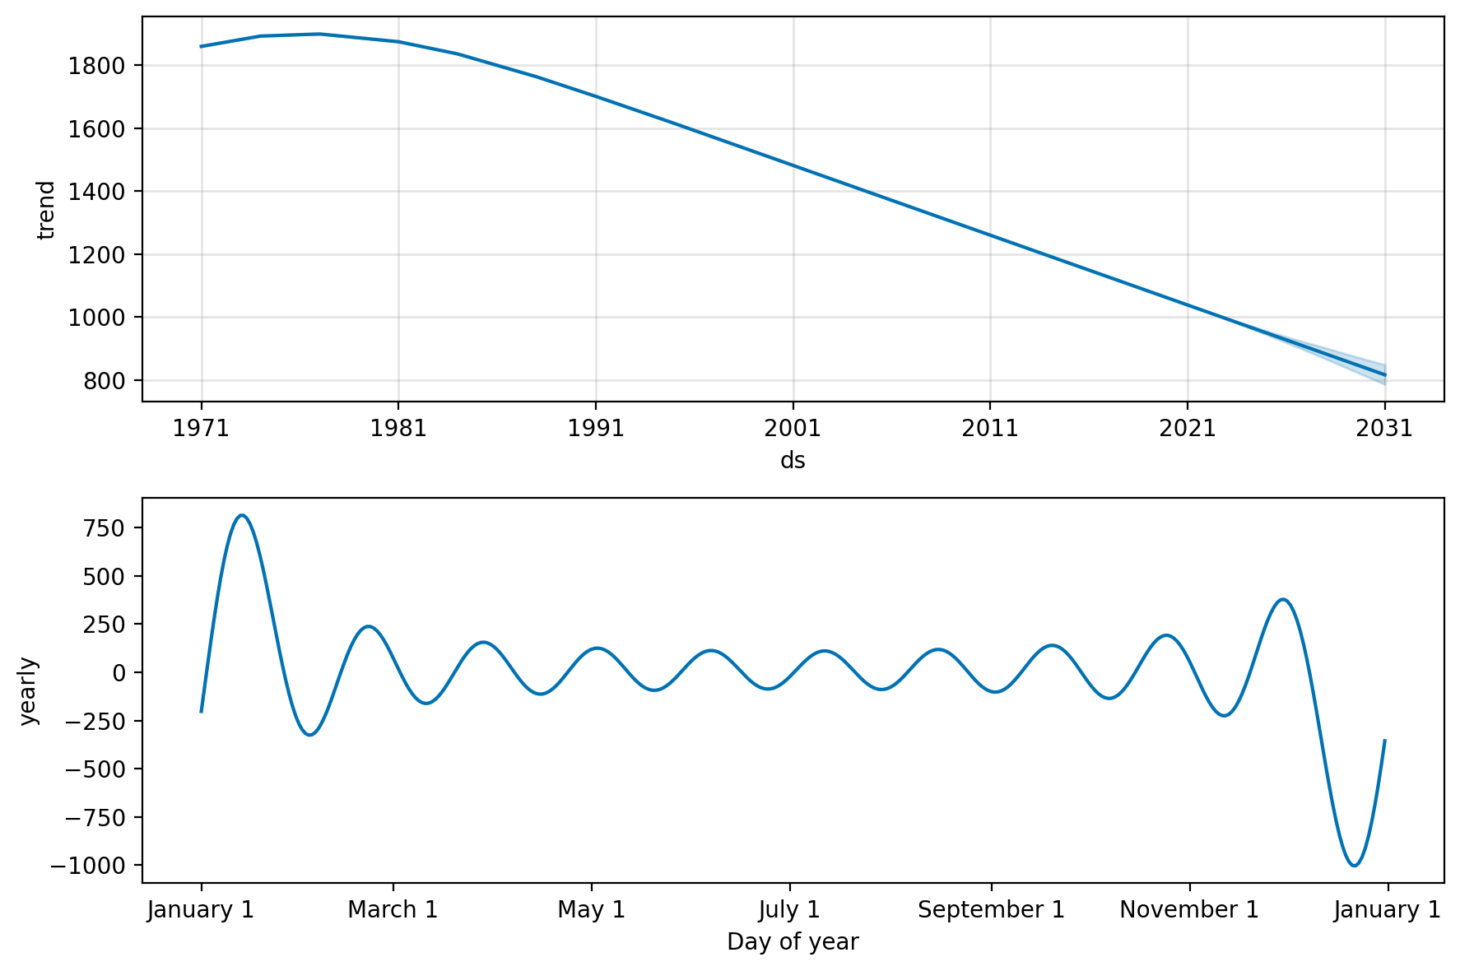 1800
1600
1400
1200
1000
800
trend
1971 1981 1991 2001 2011 2021 2031
ds
750
500
250
0
−250
−500
−750
−1000
yearly
January 1 March 1 May 1 July 1 September 1 November 1 January 1
Day of year